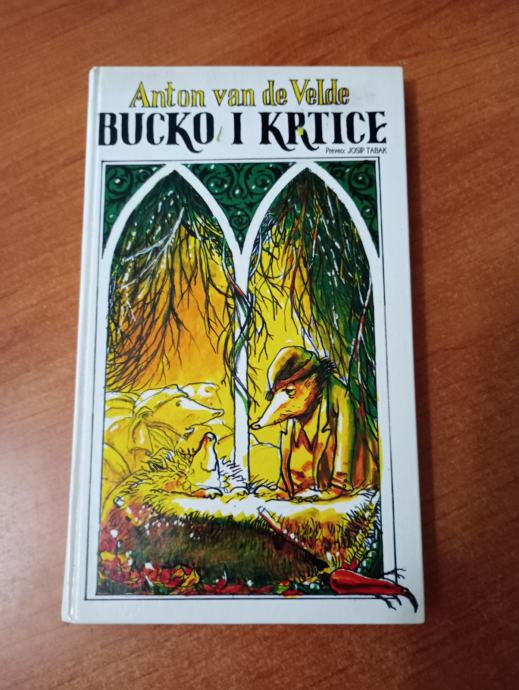 Anton van de Velde
BUCKO I KRTICE
Preveo: JOSIP TABAK